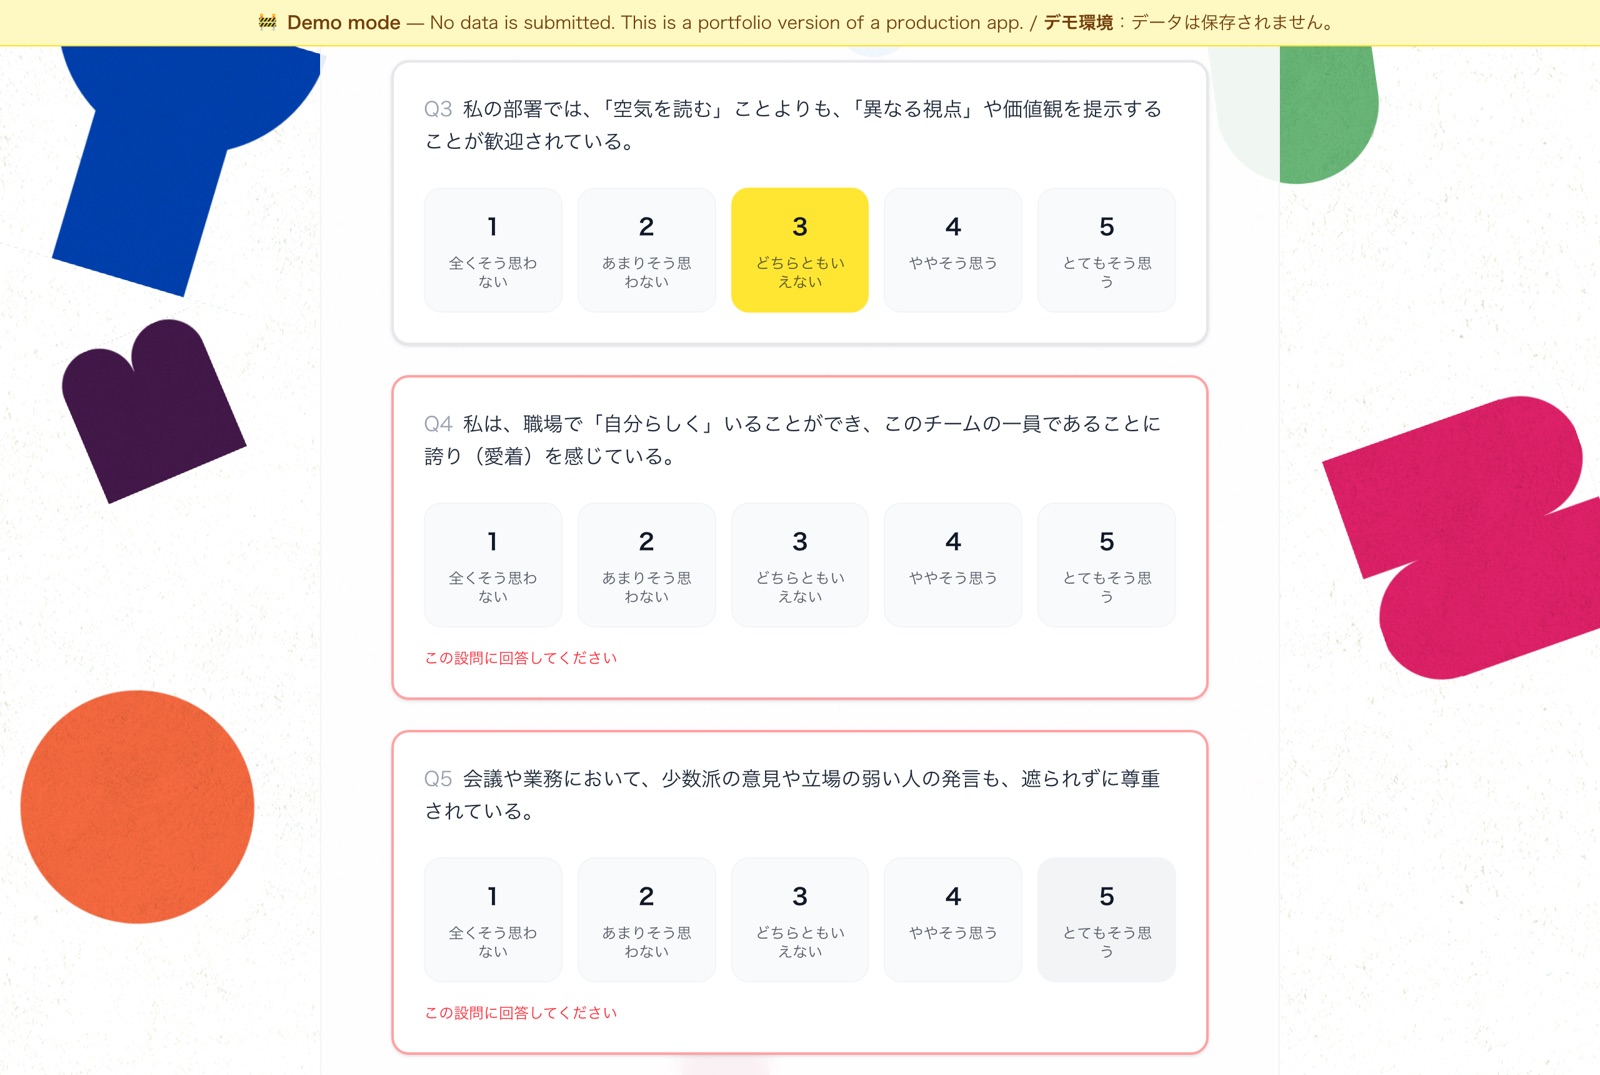 🚧 Demo mode — No data is submitted. This is a portfolio version of a production app. / デモ環境：データは保存されません。
Q3 私の部署では、「空気を読む」ことよりも、「異なる視点」や価値観を提示する
ことが歓迎されている。
1 2 3 4 5
全くそう思わ あまりそう思 どちらともい ややそう思う とてもそう思
ない わない えない う
Q4 私は、職場で「自分らしく」いることができ、このチームの一員であることに
誇り（愛着）を感じている。
1 2 3 4 5
全くそう思わ あまりそう思 どちらともい ややそう思う とてもそう思
ない わない えない う
この設問に回答してください
Q5 会議や業務において、少数派の意見や立場の弱い人の発言も、遮られずに尊重
されている。
1 2 3 4 5
全くそう思わ あまりそう思 どちらともい ややそう思う とてもそう思
ない わない えない う
この設問に回答してください